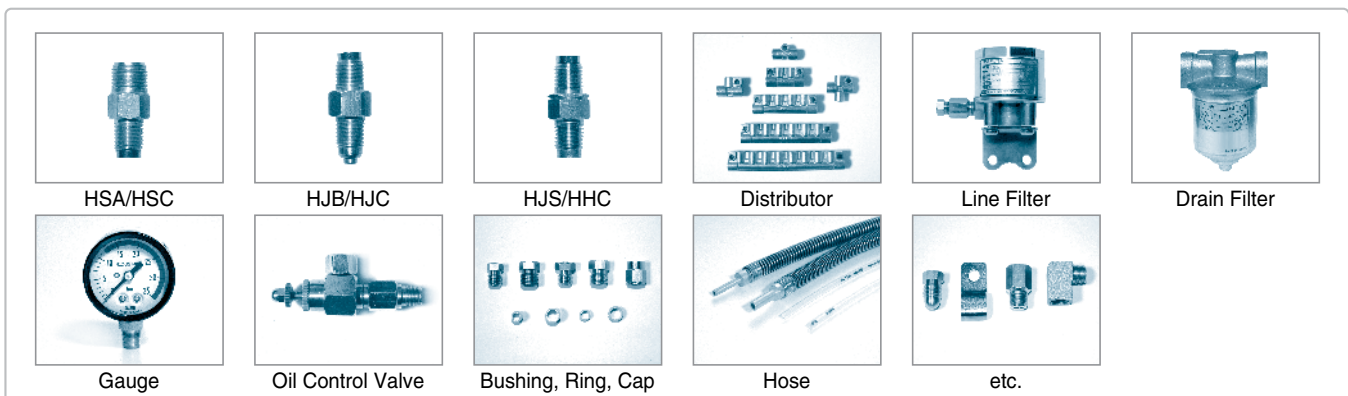 HSA/HSC
HJB/HJC
HJS/HHC
Distributor
Line Filter
Drain Filter
Gauge
Oil Control Valve
Bushing, Ring, Cap
Hose
etc.